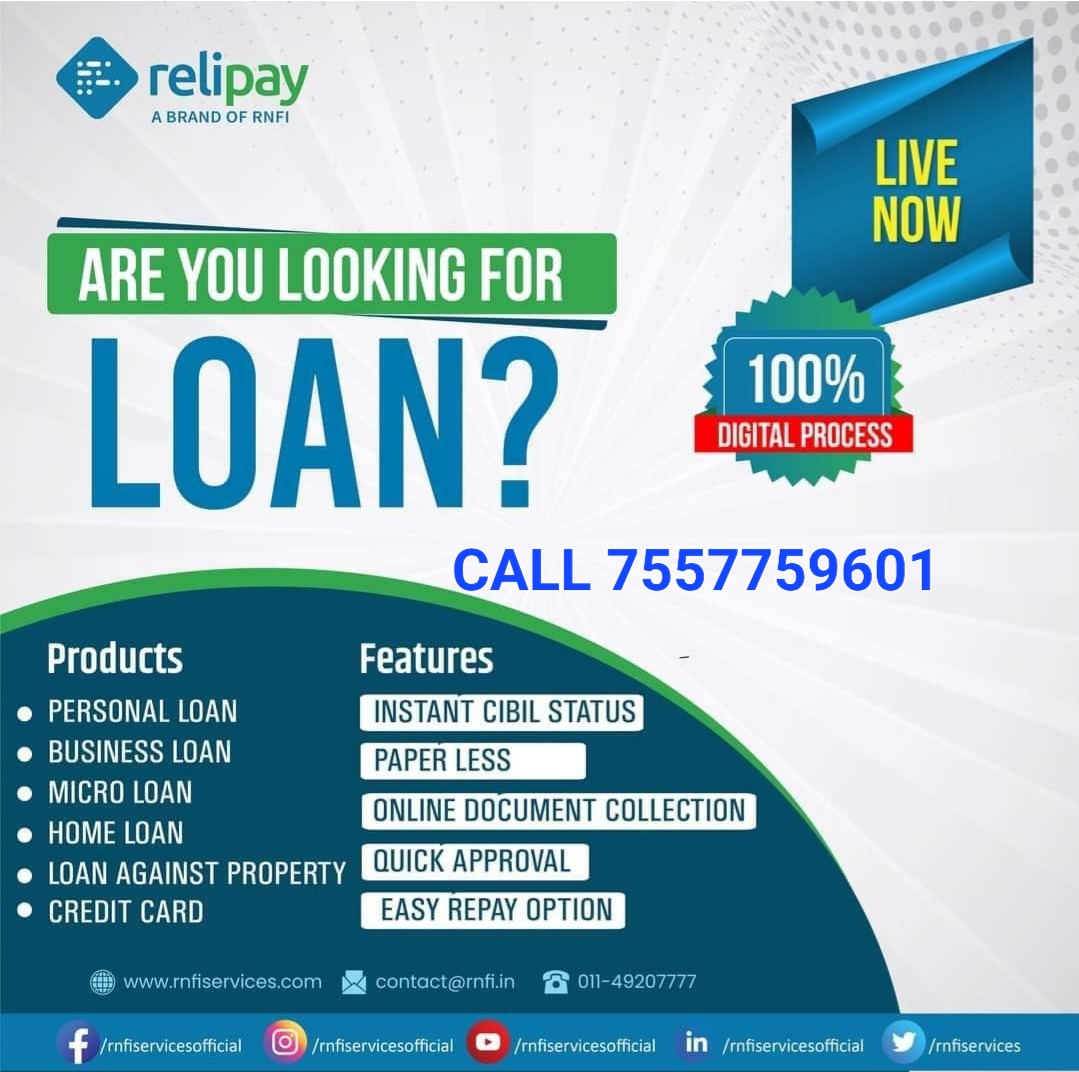 relipay
A BRAND OF RNFI
LIVE
NOW
ARE YOU LOOKING FOR
LOAN?
100%
DIGITAL PROCESS
CALL 7557759601
Products
PERSONAL LOAN
BUSINESS LOAN
MICRO LOAN
HOME LOAN
LOAN AGAINST PROPERTY
CREDIT CARD
Features
INSTANT CIBIL STATUS
PAPER LESS
ONLINE DOCUMENT COLLECTION
QUICK APPROVAL
EASY REPAY OPTION
www.rnfiservices.com contact@rnfi.in 011-49207777
/rnfiservicesofficial /rnfiservicesofficial /rnfiservicesofficial /rnfiservicesofficial /rnfiservices